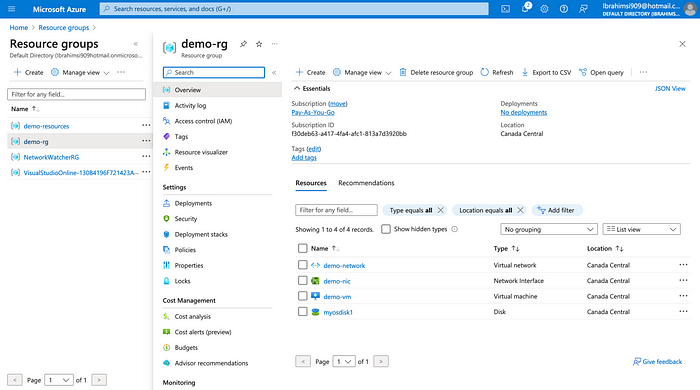 Microsoft Azure
Search resources, services, and docs (G+/)
2
Ibrahimsi909@hotmail.c...
DEFAULT DIRECTORY (IBRAHIMS...
Home > Resource groups >
Resource groups
Default Directory (Ibrahimsi909hotmail.onmicroso...
+ Create
Manage view
...
Filter for any field...
Name ↑↓
demo-resources
demo-rg
NetworkWatcherRG
VisualStudioOnline-130B4196F721423A...
< Page 1 of 1 >
demo-rg
Resource group
Search
Overview
Activity log
Access control (IAM)
Tags
Resource visualizer
Events
Settings
Deployments
Security
Deployment stacks
Policies
Properties
Locks
Cost Management
Cost analysis
Cost alerts (preview)
Budgets
Advisor recommendations
Monitoring
+ Create
Manage view
Delete resource group
Refresh
Export to CSV
Open query
...
Essentials
JSON View
Subscription (move)
Pay-As-You-Go
Subscription ID
f30deb63-a417-4fa4-afc1-813a7d3920bb
Deployments
No deployments
Location
Canada Central
Tags (edit)
Add tags
Resources
Recommendations
Filter for any field...
Type equals all
Location equals all
Add filter
Showing 1 to 4 of 4 records.
Show hidden types
No grouping
List view
Name ↑ Type ↑↓ Location ↑↓
demo-network Virtual network Canada Central
demo-nic Network Interface Canada Central
demo-vm Virtual machine Canada Central
myosdisk1 Disk Canada Central
< Page 1 of 1 >
Give feedback